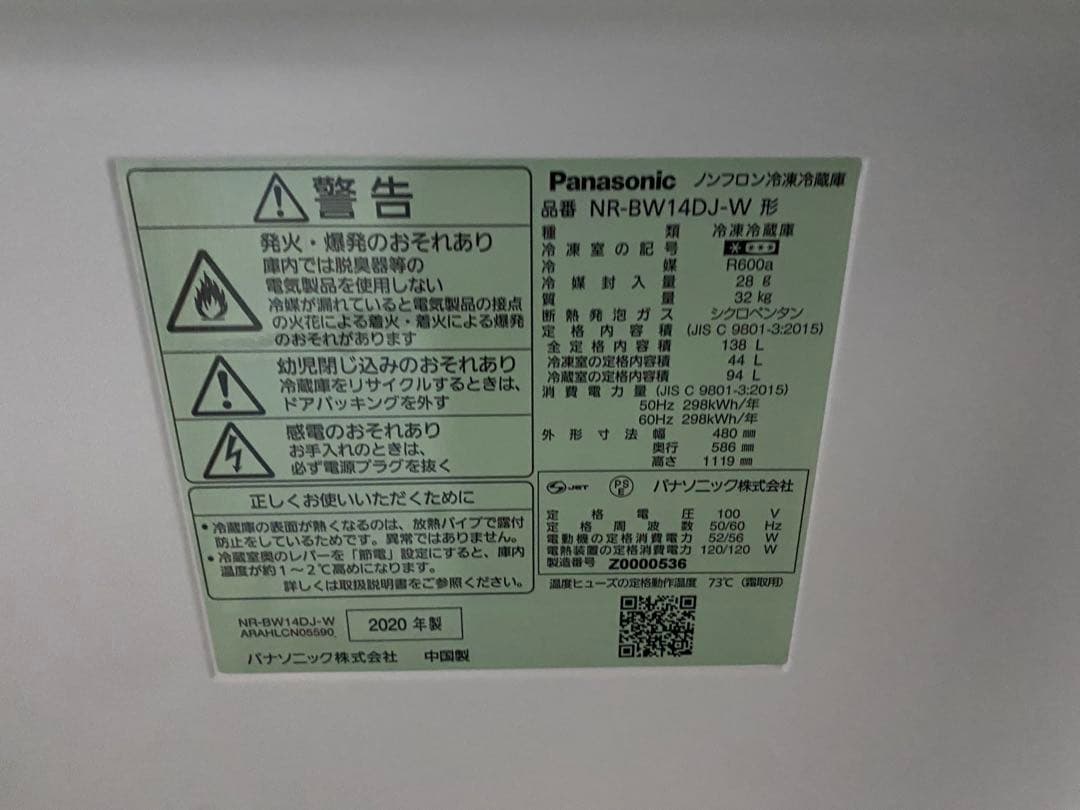 警告
発火・爆発のおそれあり
庫内では脱臭器等の
電気製品を使用しない
冷媒が漏れていると電気製品の接点
の火花による着火・着火による爆発
のおそれがあります
幼児閉じ込みのおそれあり
冷蔵庫をリサイクルするときは、
ドアパッキングを外す
感電のおそれあり
お手入れのときは、
必ず電源プラグを抜く
正しくお使いいただくために
・冷蔵庫の表面が熱くなるのは、放熱パイプで露付
防止をしているためです。異常ではありません。
・冷蔵室奥のレバーを「節電」設定にすると、庫内
温度が約1～2℃高めになります。
詳しくは取扱説明書をご参照ください。
NR-BW14DJ-W
ARAHLCN05590
2020 年製
パナソニック株式会社 中国製
Panasonic ノンフロン冷凍冷蔵庫
品番 NR-BW14DJ-W 形
種類 冷凍冷蔵庫
冷凍室の記号
冷媒 R600a
冷媒封入量 28 g
質量 32 kg
断熱発泡ガス シクロペンタン
定格内容積 (JIS C 9801-3:2015)
全定格内容積 138 L
冷凍室の定格内容積 44 L
冷蔵室の定格内容積 94 L
消費電力量 (JIS C 9801-3:2015)
50Hz 298kWh/年
60Hz 298kWh/年
外形寸法 幅 480 ㎜
奥行 586 ㎜
高さ 1119 ㎜
JET PSE パナソニック株式会社
定格電圧 100 V
定格周波数 50/60 Hz
電動機の定格消費電力 52/56 W
電熱装置の定格消費電力 120/120 W
製造番号 Z0000536
温度ヒューズの定格動作温度 73℃ (霜取用)